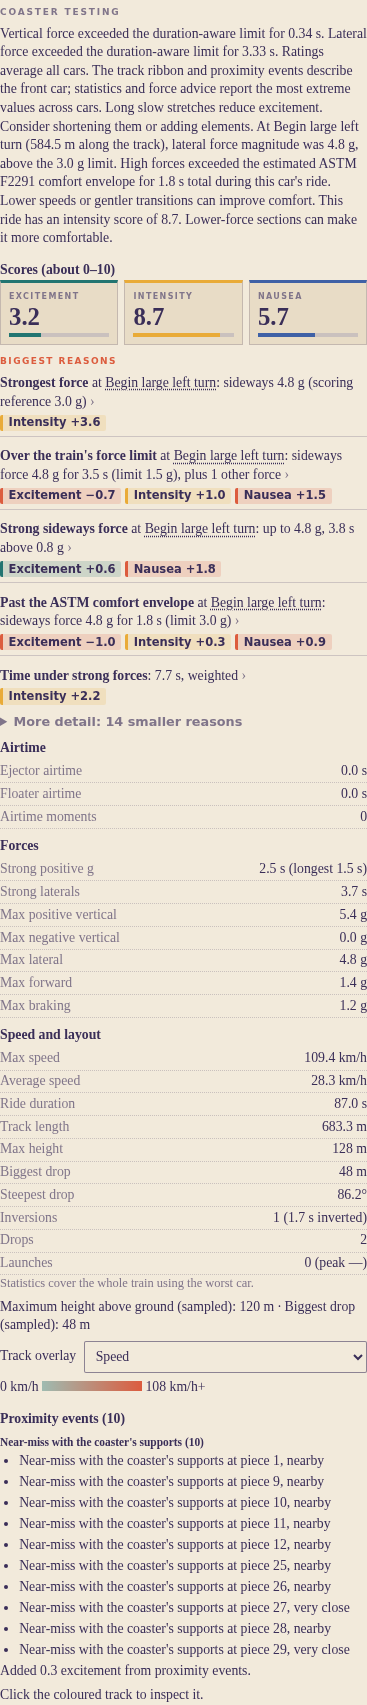 COASTER TESTING
Vertical force exceeded the duration-aware limit for 0.34 s. Lateral
force exceeded the duration-aware limit for 3.33 s. Ratings
average all cars. The track ribbon and proximity events describe
the front car; statistics and force advice report the most extreme
values across cars. Long slow stretches reduce excitement.
Consider shortening them or adding elements. At Begin large left
turn (584.5 m along the track), lateral force magnitude was 4.8 g,
above the 3.0 g limit. High forces exceeded the estimated ASTM
F2291 comfort envelope for 1.8 s total during this car's ride.
Lower speeds or gentler transitions can improve comfort. This
ride has an intensity score of 8.7. Lower-force sections can make
it more comfortable.
Scores (about 0–10)
EXCITEMENT INTENSITY NAUSEA
3.2 8.7 5.7
BIGGEST REASONS
Strongest force at Begin large left turn: sideways 4.8 g (scoring
reference 3.0 g) ›
Intensity +3.6
Over the train's force limit at Begin large left turn: sideways
force 4.8 g for 3.5 s (limit 1.5 g), plus 1 other force ›
Excitement −0.7 Intensity +1.0 Nausea +1.5
Strong sideways force at Begin large left turn: up to 4.8 g, 3.8 s
above 0.8 g ›
Excitement +0.6 Nausea +1.8
Past the ASTM comfort envelope at Begin large left turn:
sideways force 4.8 g for 1.8 s (limit 3.0 g) ›
Excitement −1.0 Intensity +0.3 Nausea +0.9
Time under strong forces: 7.7 s, weighted ›
Intensity +2.2
▶ More detail: 14 smaller reasons
Airtime
Ejector airtime 0.0 s
Floater airtime 0.0 s
Airtime moments 0
Forces
Strong positive g 2.5 s (longest 1.5 s)
Strong laterals 3.7 s
Max positive vertical 5.4 g
Max negative vertical 0.0 g
Max lateral 4.8 g
Max forward 1.4 g
Max braking 1.2 g
Speed and layout
Max speed 109.4 km/h
Average speed 28.3 km/h
Ride duration 87.0 s
Track length 683.3 m
Max height 128 m
Biggest drop 48 m
Steepest drop 86.2°
Inversions 1 (1.7 s inverted)
Drops 2
Launches 0 (peak —)
Statistics cover the whole train using the worst car.
Maximum height above ground (sampled): 120 m · Biggest drop
(sampled): 48 m
Track overlay Speed
0 km/h 108 km/h+
Proximity events (10)
Near-miss with the coaster's supports (10)
• Near-miss with the coaster's supports at piece 1, nearby
• Near-miss with the coaster's supports at piece 9, nearby
• Near-miss with the coaster's supports at piece 10, nearby
• Near-miss with the coaster's supports at piece 11, nearby
• Near-miss with the coaster's supports at piece 12, nearby
• Near-miss with the coaster's supports at piece 25, nearby
• Near-miss with the coaster's supports at piece 26, nearby
• Near-miss with the coaster's supports at piece 27, very close
• Near-miss with the coaster's supports at piece 28, nearby
• Near-miss with the coaster's supports at piece 29, very close
Added 0.3 excitement from proximity events.
Click the coloured track to inspect it.